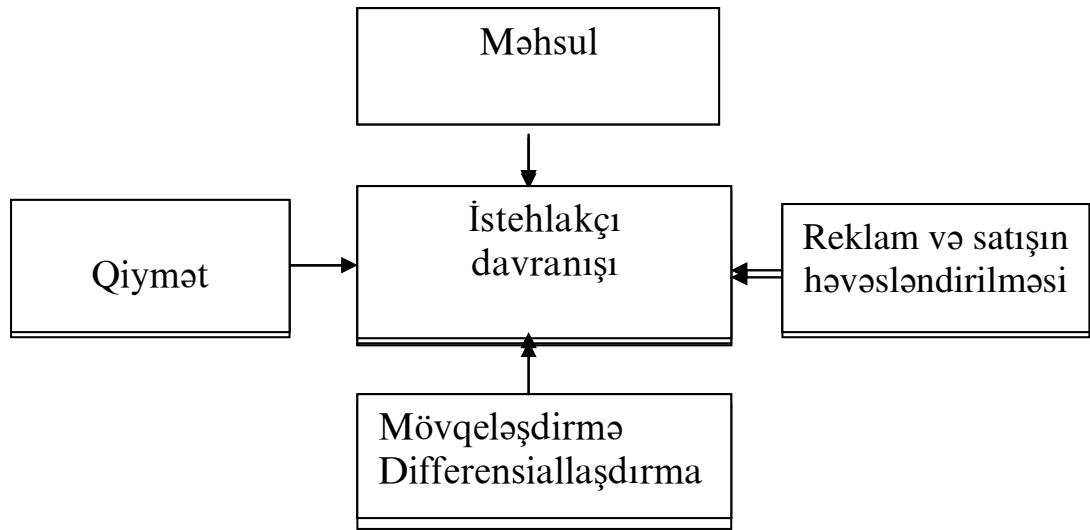 Məhsul
Qiymət
İstehlakçı
davranışı
Reklam və satışın
həvəsləndirilməsi
Mövqeləşdirmə
Differensiallaşdırma